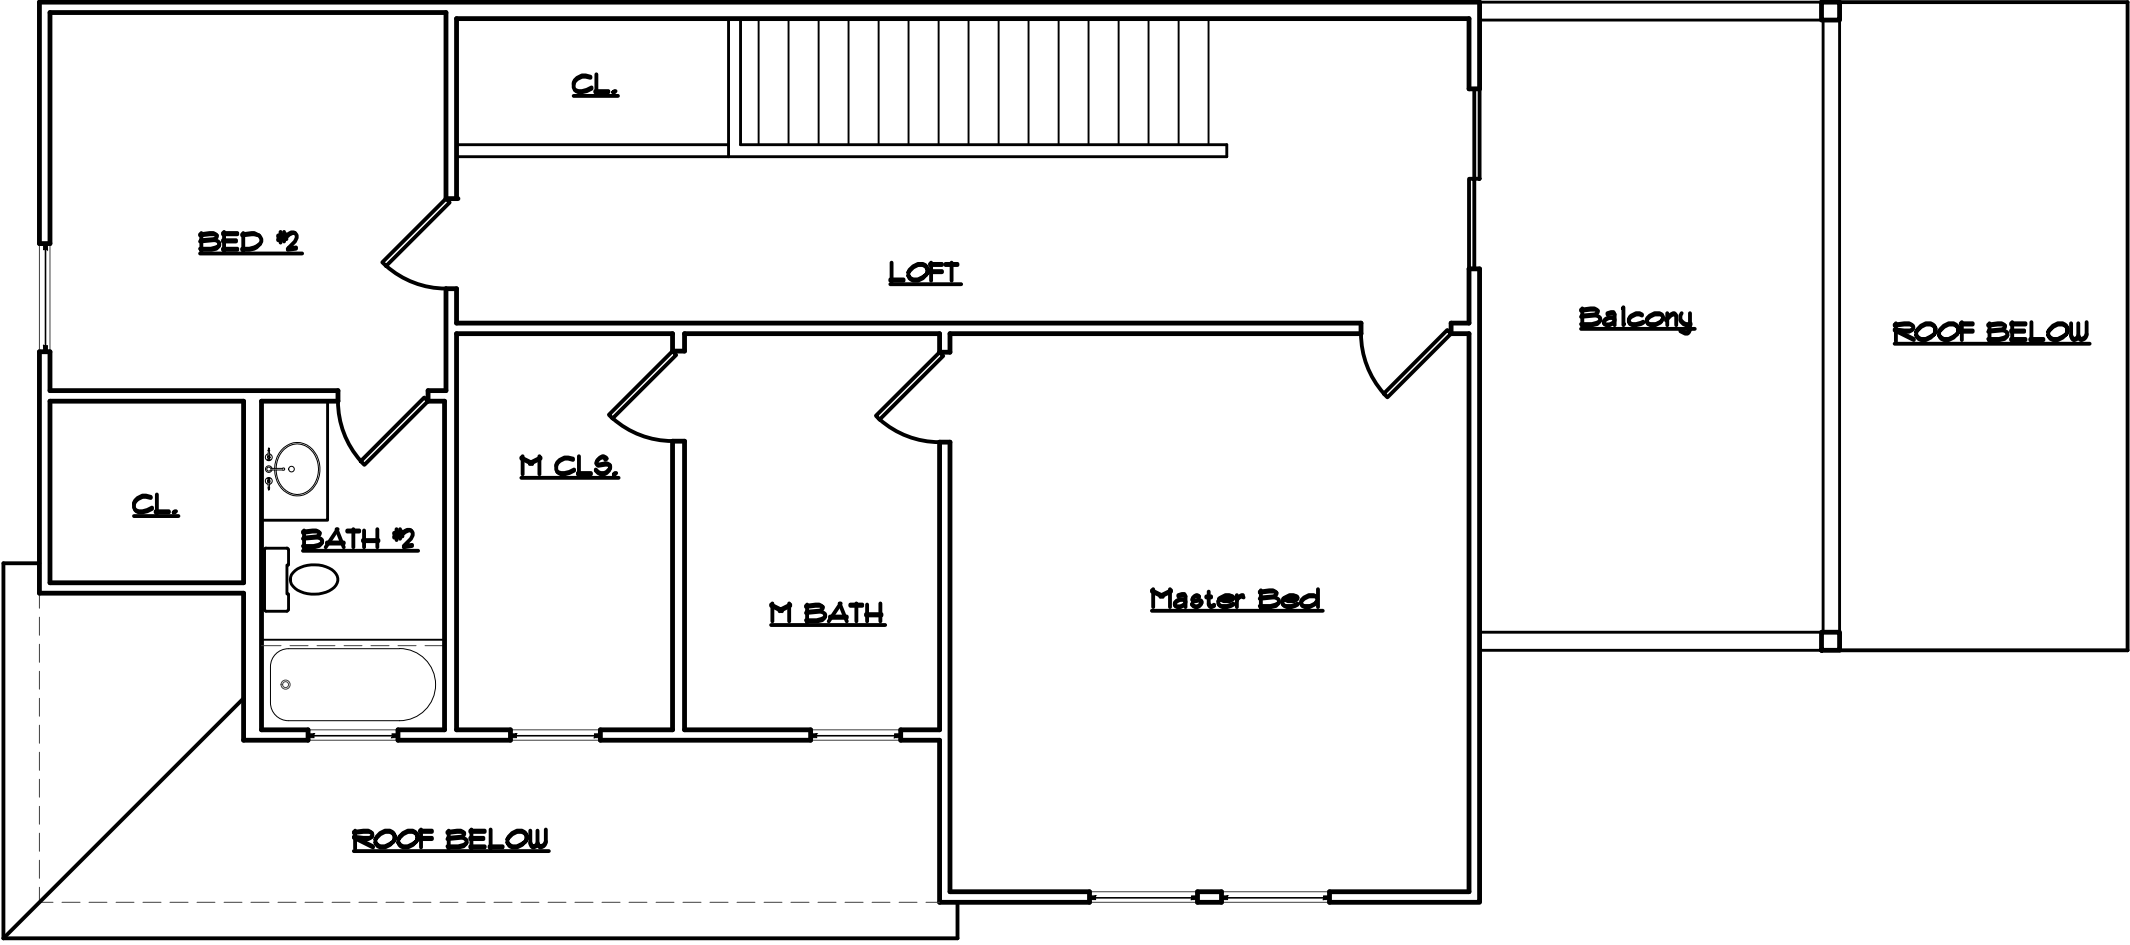 CL.
BED #2
LOFT
Balcony
ROOF BELOW
M CLS.
CL.
BATH #2
Master Bed
M BATH
ROOF BELOW